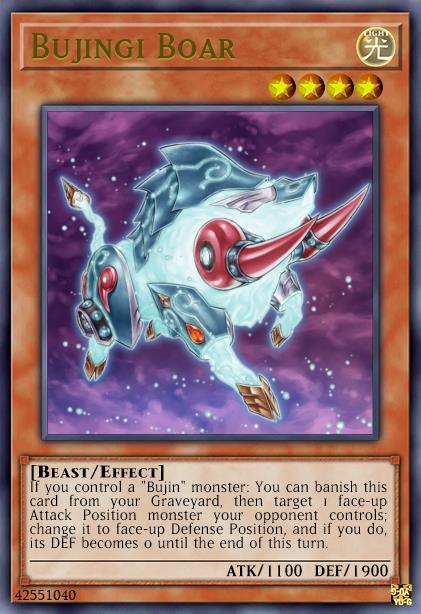 Bujingi Boar
LIGHT
光
[Beast/Effect]
If you control a "Bujin" monster: You can banish this
card from your Graveyard, then target 1 face-up
Attack Position monster your opponent controls;
change it to face-up Defense Position, and if you do,
its DEF becomes 0 until the end of this turn.
ATK/1100 DEF/1900
42551040